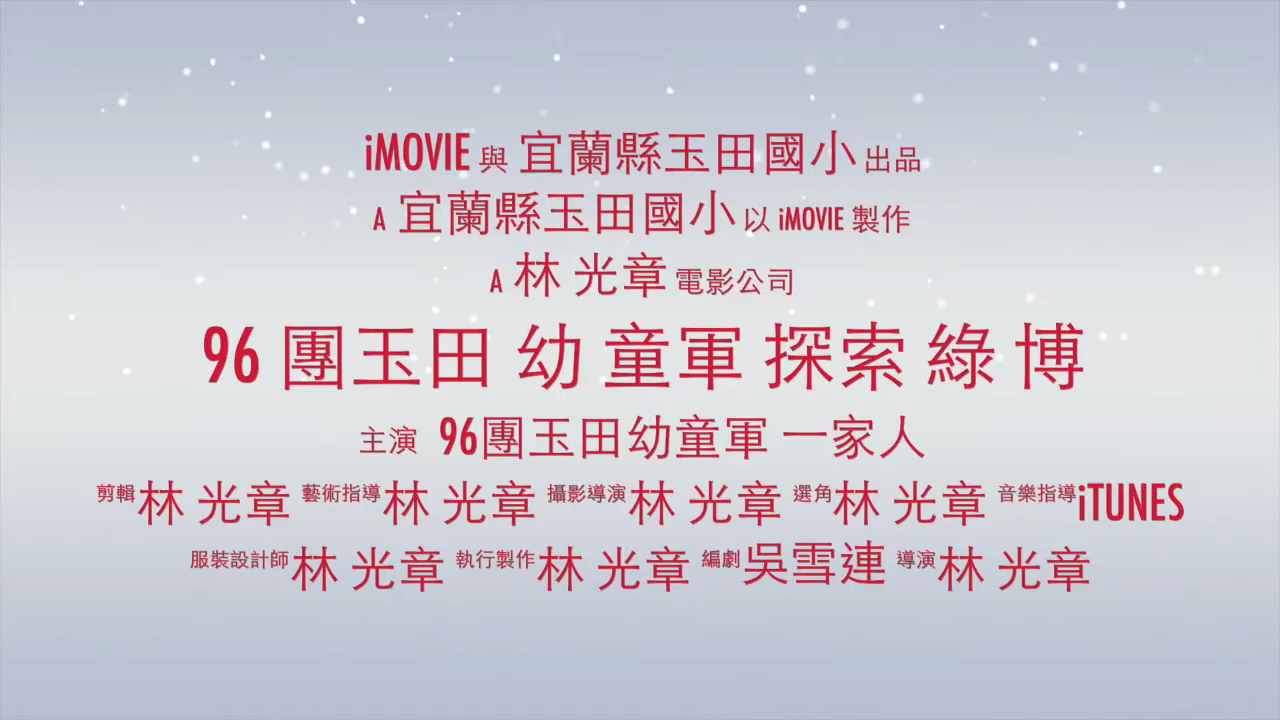 iMOVIE 與 宜蘭縣玉田國小 出品
A 宜蘭縣玉田國小 以 iMOVIE 製作
A 林 光章 電影公司
96 團玉田 幼 童軍 探索 綠 博
主演 96團玉田幼童軍 一家人
剪輯 林 光章 藝術指導 林 光章 攝影導演 林 光章 選角 林 光章 音樂指導 iTUNES
服裝設計師 林 光章 執行製作 林 光章 編劇 吳雪連 導演 林 光章